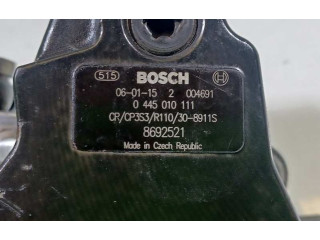 515 BOSCH
06-01-15 2 004691
0 445 010 111
CR/CP3S3/R110/30-8911S
8692521
Made in Czech Republic